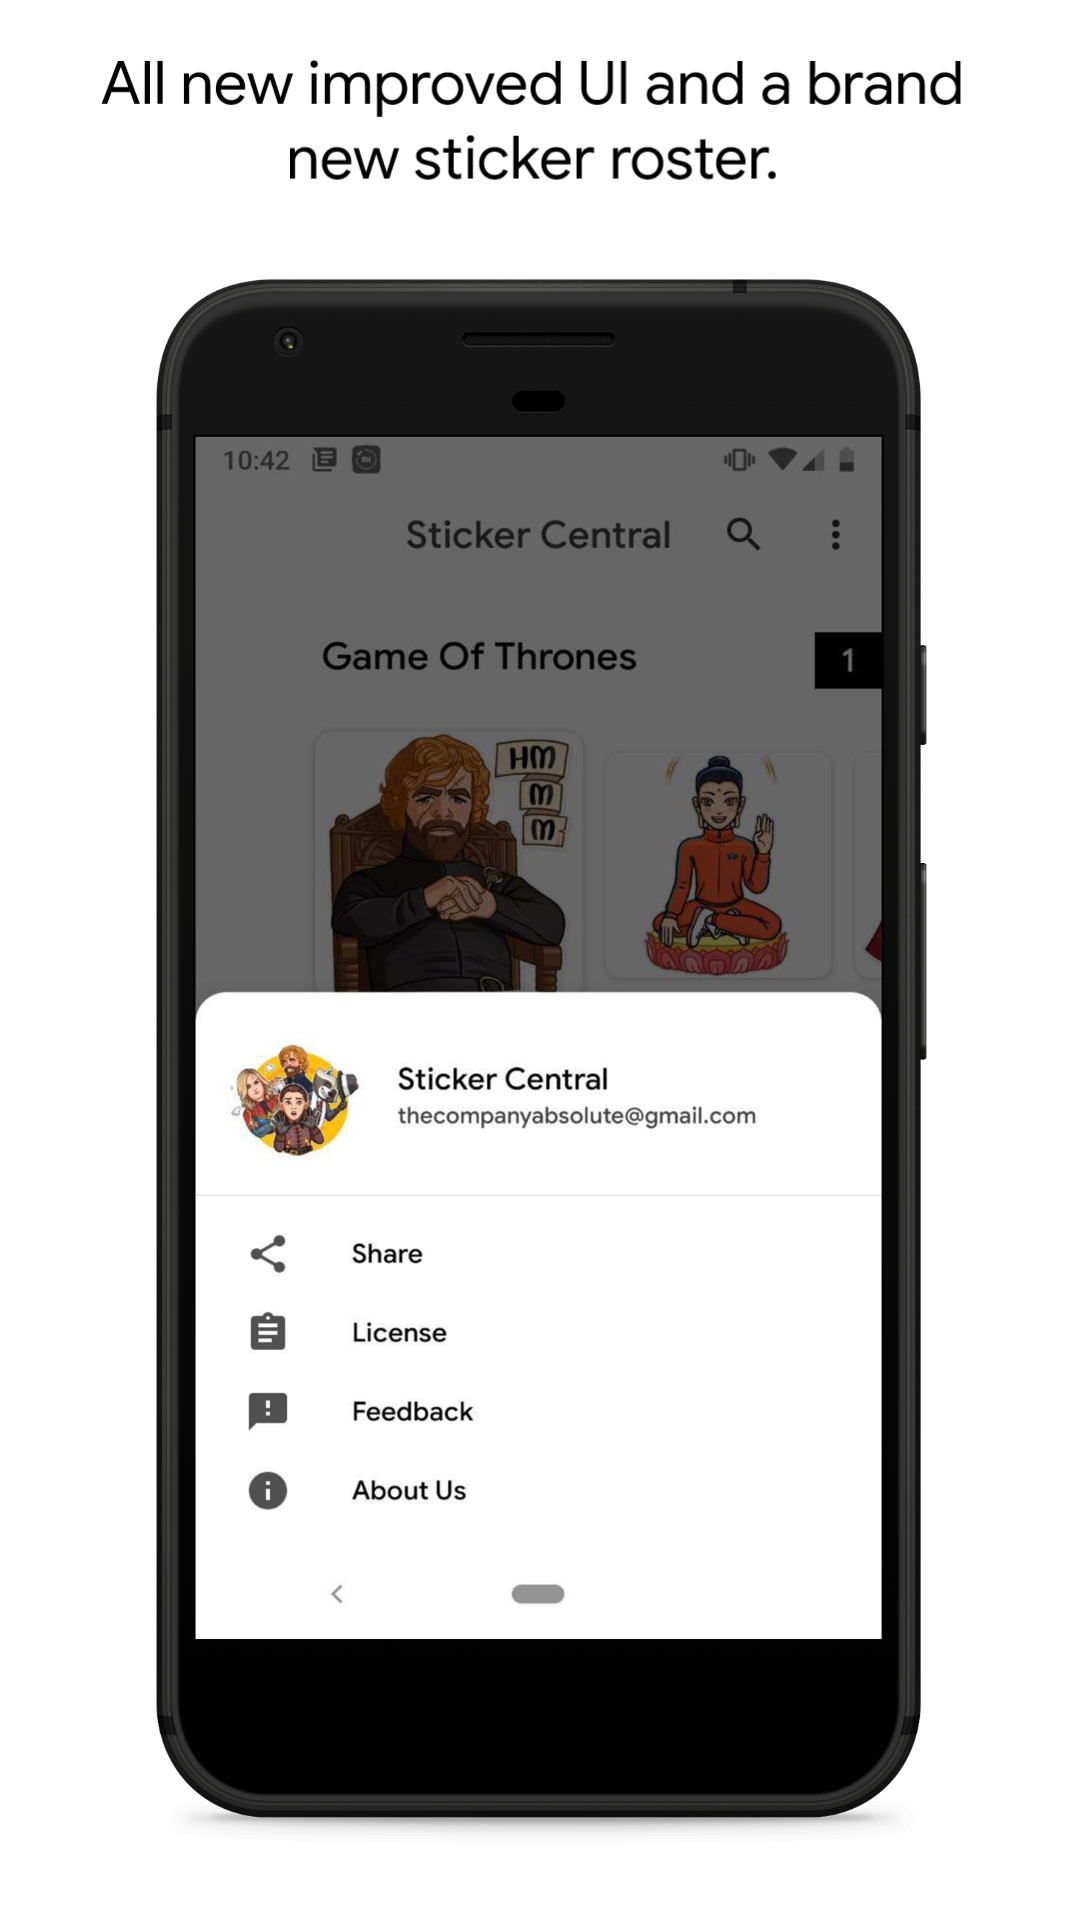 All new improved UI and a brand
new sticker roster.
10:42
Sticker Central
Game Of Thrones
1
HM
M
M
Sticker Central
thecompanyabsolute@gmail.com
Share
License
Feedback
About Us